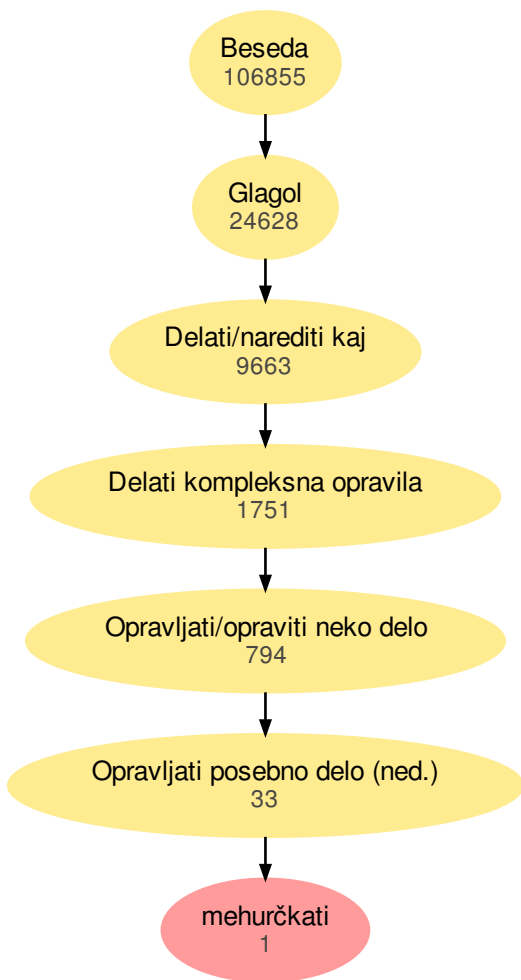 Beseda
106855
Glagol
24628
Delati/narediti kaj
9663
Delati kompleksna opravila
1751
Opravljati/opraviti neko delo
794
Opravljati posebno delo (ned.)
33
mehurčkati
1